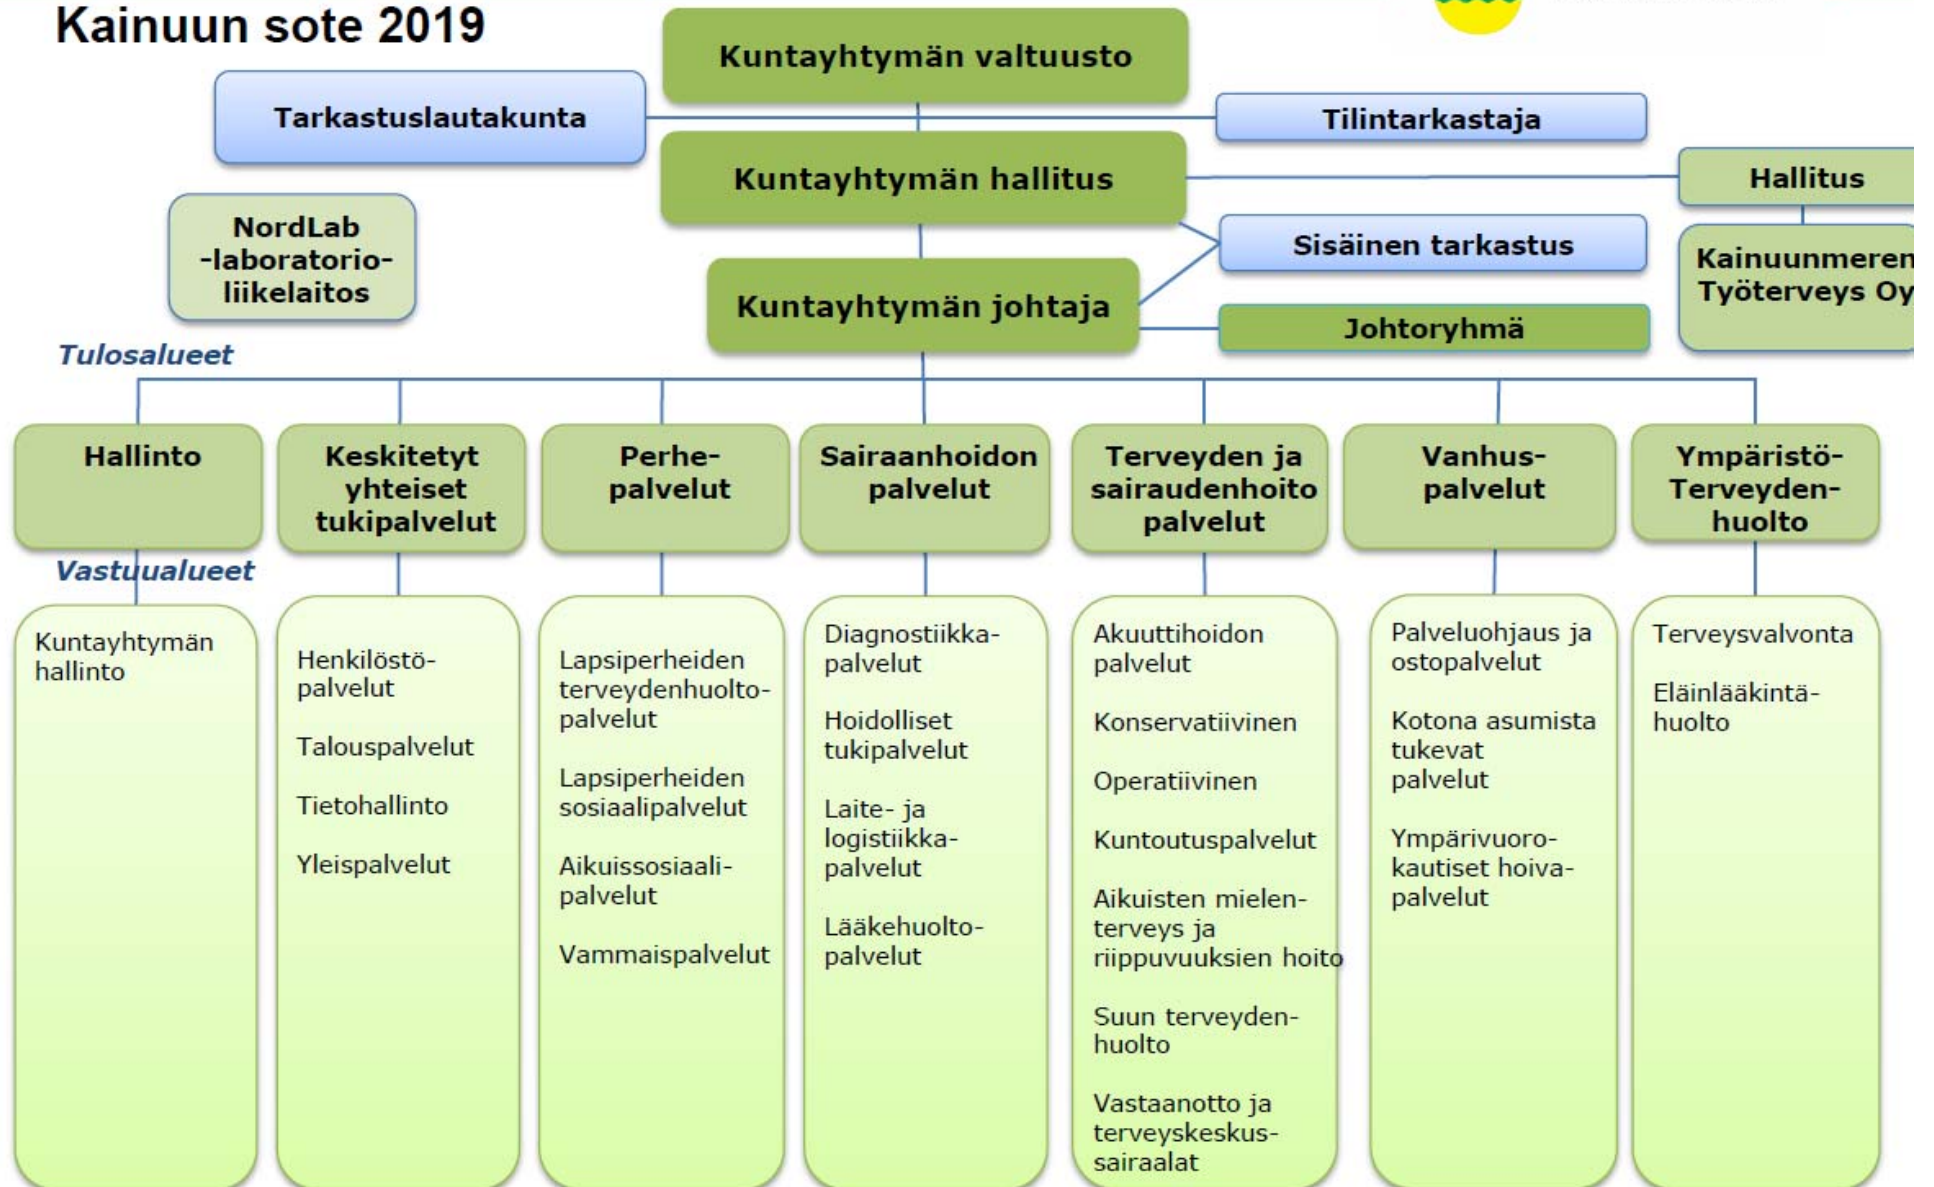 Kainuun sote 2019
Kuntayhtymän valtuusto
Tarkastuslautakunta
Tilintarkastaja
Kuntayhtymän hallitus
Hallitus
NordLab
-laboratorio-
liikelaitos
Sisäinen tarkastus
Kainuunmeren
Työterveys Oy
Kuntayhtymän johtaja
Johtoryhmä
Tulosalueet
Hallinto
Keskitetyt
yhteiset
tukipalvelut
Perhe-
palvelut
Sairaanhoidon
palvelut
Terveyden ja
sairaudenhoito
palvelut
Vanhus-
palvelut
Ympäristö-
Terveyden-
huolto
Vastuualueet
Kuntayhtymän
hallinto
Henkilöstö-
palvelut
Talouspalvelut
Tietohallinto
Yleispalvelut
Lapsiperheiden
terveydenhuolto-
palvelut
Lapsiperheiden
sosiaalipalvelut
Aikuissosiaali-
palvelut
Vammaispalvelut
Diagnostiikka-
palvelut
Hoidolliset
tukipalvelut
Laite- ja
logistiikka-
palvelut
Lääkehuolto-
palvelut
Akuuttihoidon
palvelut
Konservatiivinen
Operatiivinen
Kuntoutuspalvelut
Aikuisten mielen-
terveys ja
riippuvuuksien hoito
Suun terveyden-
huolto
Vastaanotto ja
terveyskeskus-
sairaalat
Palveluohjaus ja
ostopalvelut
Kotona asumista
tukevat
palvelut
Ympärivuoro-
kautiset hoiva-
palvelut
Terveysvalvonta
Eläinlääkintä-
huolto